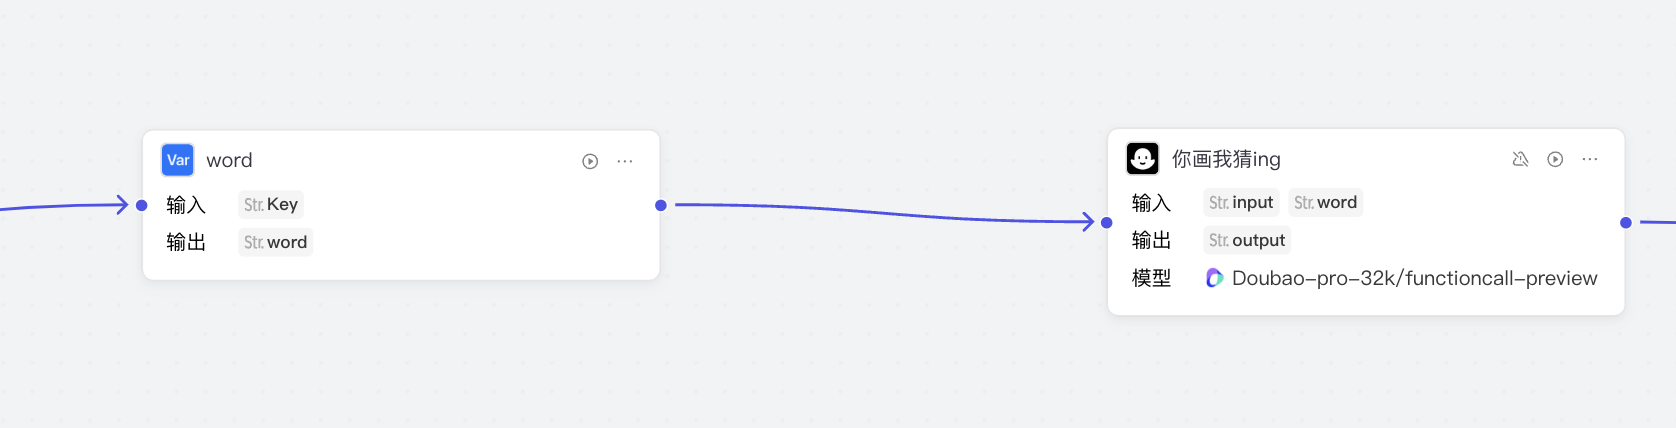 Var word
输入 Str. Key
输出 Str. word
你画我猜ing
输入 Str. input Str. word
输出 Str. output
模型 Doubao-pro-32k/functioncall-preview